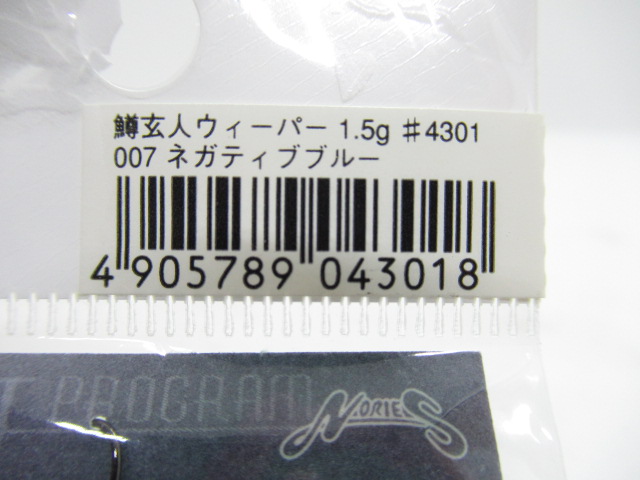 鱒玄人ウィーパー 1.5g ♯4301
007 ネガティブブルー
4 905789 043018
T PROGRAM
NORIES